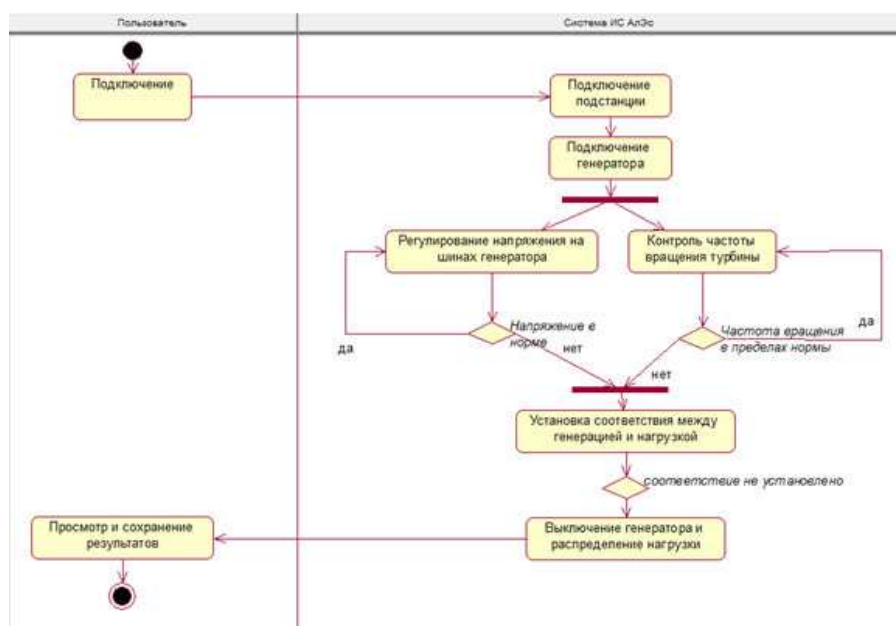 Пользователь
Система ИС АлЭс
Подключение
Подключение
подстанции
Подключение
генератора
Регулирование напряжения на
шинах генератора
Контроль частоты
вращения турбины
Напряжение в
норме
да
нет
Частота вращения
в пределах нормы
да
нет
Установка соответствия между
генерацией и нагрузкой
соответствие не установлено
Выключение генератора и
распределение нагрузки
Просмотр и сохранение
результатов